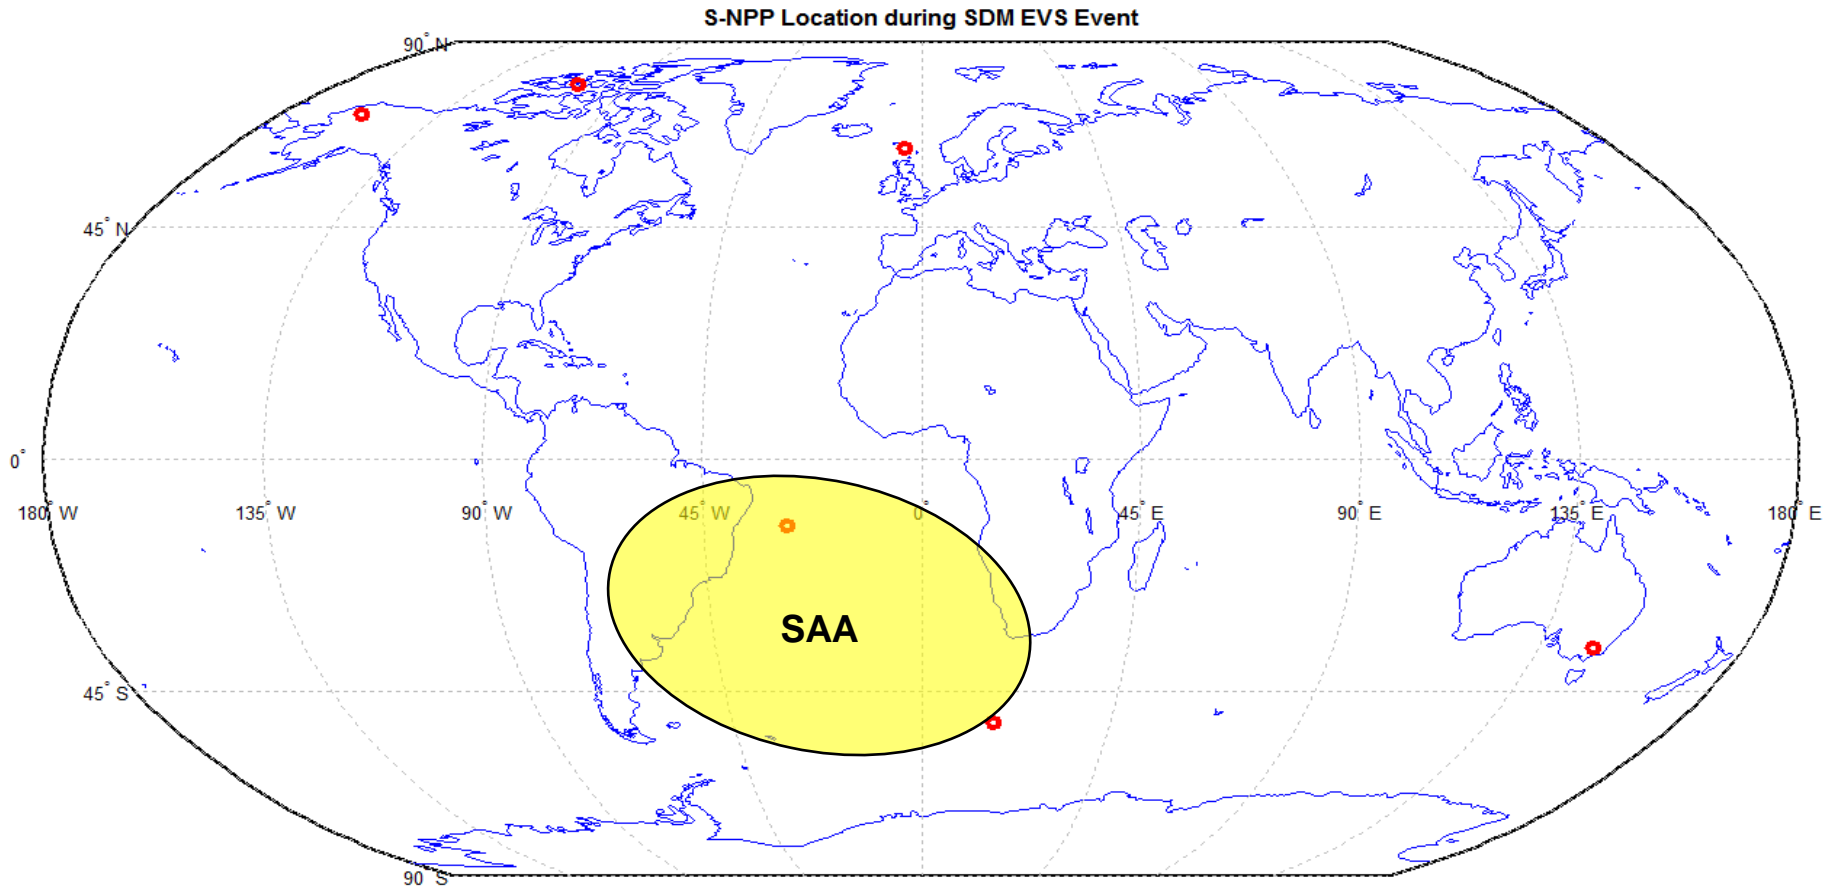 S-NPP Location during SDM EVS Event
90° N
45° N
0°
180° W 135° W 90° W 45° W 0° 45° E 90° E 135° E 180° E
SAA
45° S
90° S